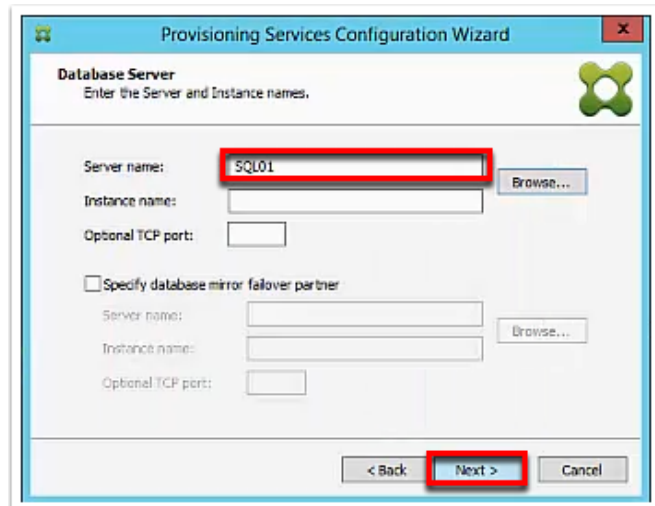 Provisioning Services Configuration Wizard
x
Database Server
Enter the Server and Instance names.
Server name: SQL01
Browse...
Instance name:
Optional TCP port:
Specify database mirror failover partner
Server name:
Browse...
Instance name:
Optional TCP port:
< Back Next > Cancel